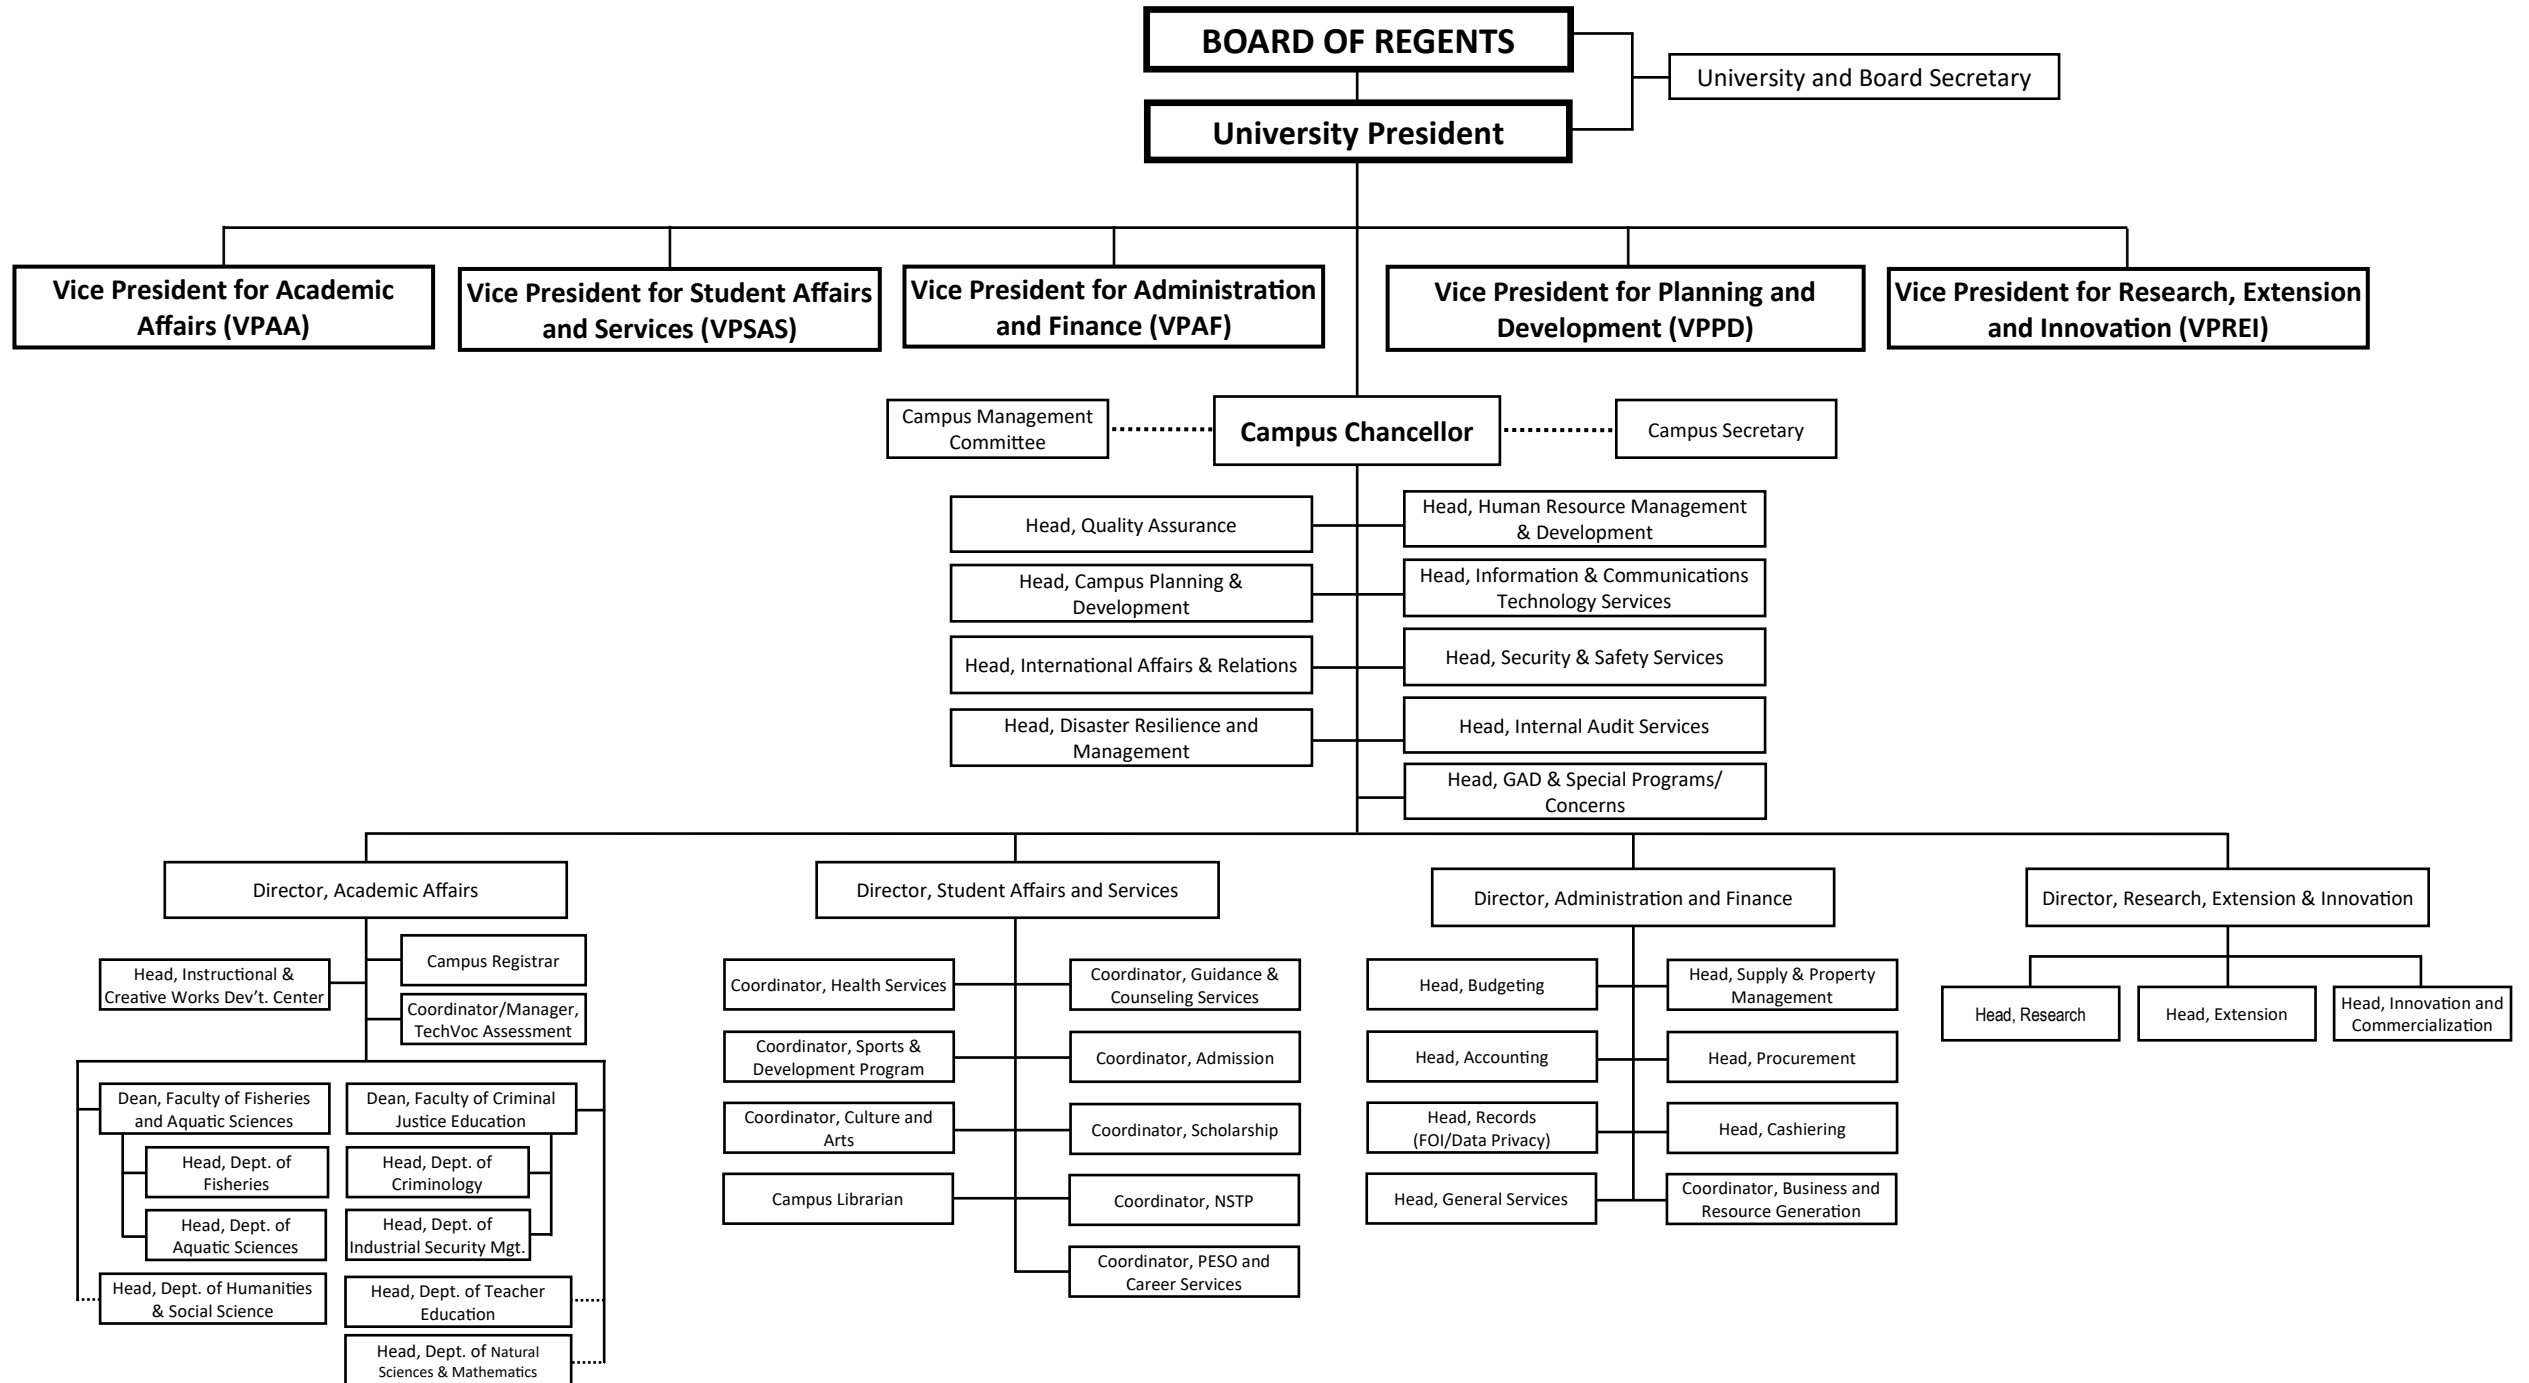 BOARD OF REGENTS
University and Board Secretary
University President
Vice President for Academic
Affairs (VPAA)
Vice President for Student Affairs
and Services (VPSAS)
Vice President for Administration
and Finance (VPAF)
Vice President for Planning and
Development (VPPD)
Vice President for Research, Extension
and Innovation (VPREI)
Campus Management
Committee
Campus Chancellor
Campus Secretary
Head, Quality Assurance
Head, Human Resource Management
& Development
Head, Campus Planning &
Development
Head, Information & Communications
Technology Services
Head, International Affairs & Relations
Head, Security & Safety Services
Head, Disaster Resilience and
Management
Head, Internal Audit Services
Head, GAD & Special Programs/
Concerns
Director, Academic Affairs
Campus Registrar
Head, Instructional &
Creative Works Dev't. Center
Coordinator/Manager,
TechVoc Assessment
Dean, Faculty of Fisheries
and Aquatic Sciences
Head, Dept. of
Fisheries
Head, Dept. of
Aquatic Sciences
Head, Dept. of Humanities
& Social Science
Dean, Faculty of Criminal
Justice Education
Head, Dept. of
Criminology
Head, Dept. of
Industrial Security Mgt.
Head, Dept. of Teacher
Education
Head, Dept. of Natural
Sciences & Mathematics
Director, Student Affairs and Services
Coordinator, Health Services
Coordinator, Guidance &
Counseling Services
Coordinator, Sports &
Development Program
Coordinator, Admission
Coordinator, Culture and
Arts
Coordinator, Scholarship
Campus Librarian
Coordinator, NSTP
Coordinator, PESO and
Career Services
Director, Administration and Finance
Head, Budgeting
Head, Supply & Property
Management
Head, Accounting
Head, Procurement
Head, Records
(FOI/Data Privacy)
Head, Cashiering
Head, General Services
Coordinator, Business and
Resource Generation
Director, Research, Extension & Innovation
Head, Research
Head, Extension
Head, Innovation and
Commercialization